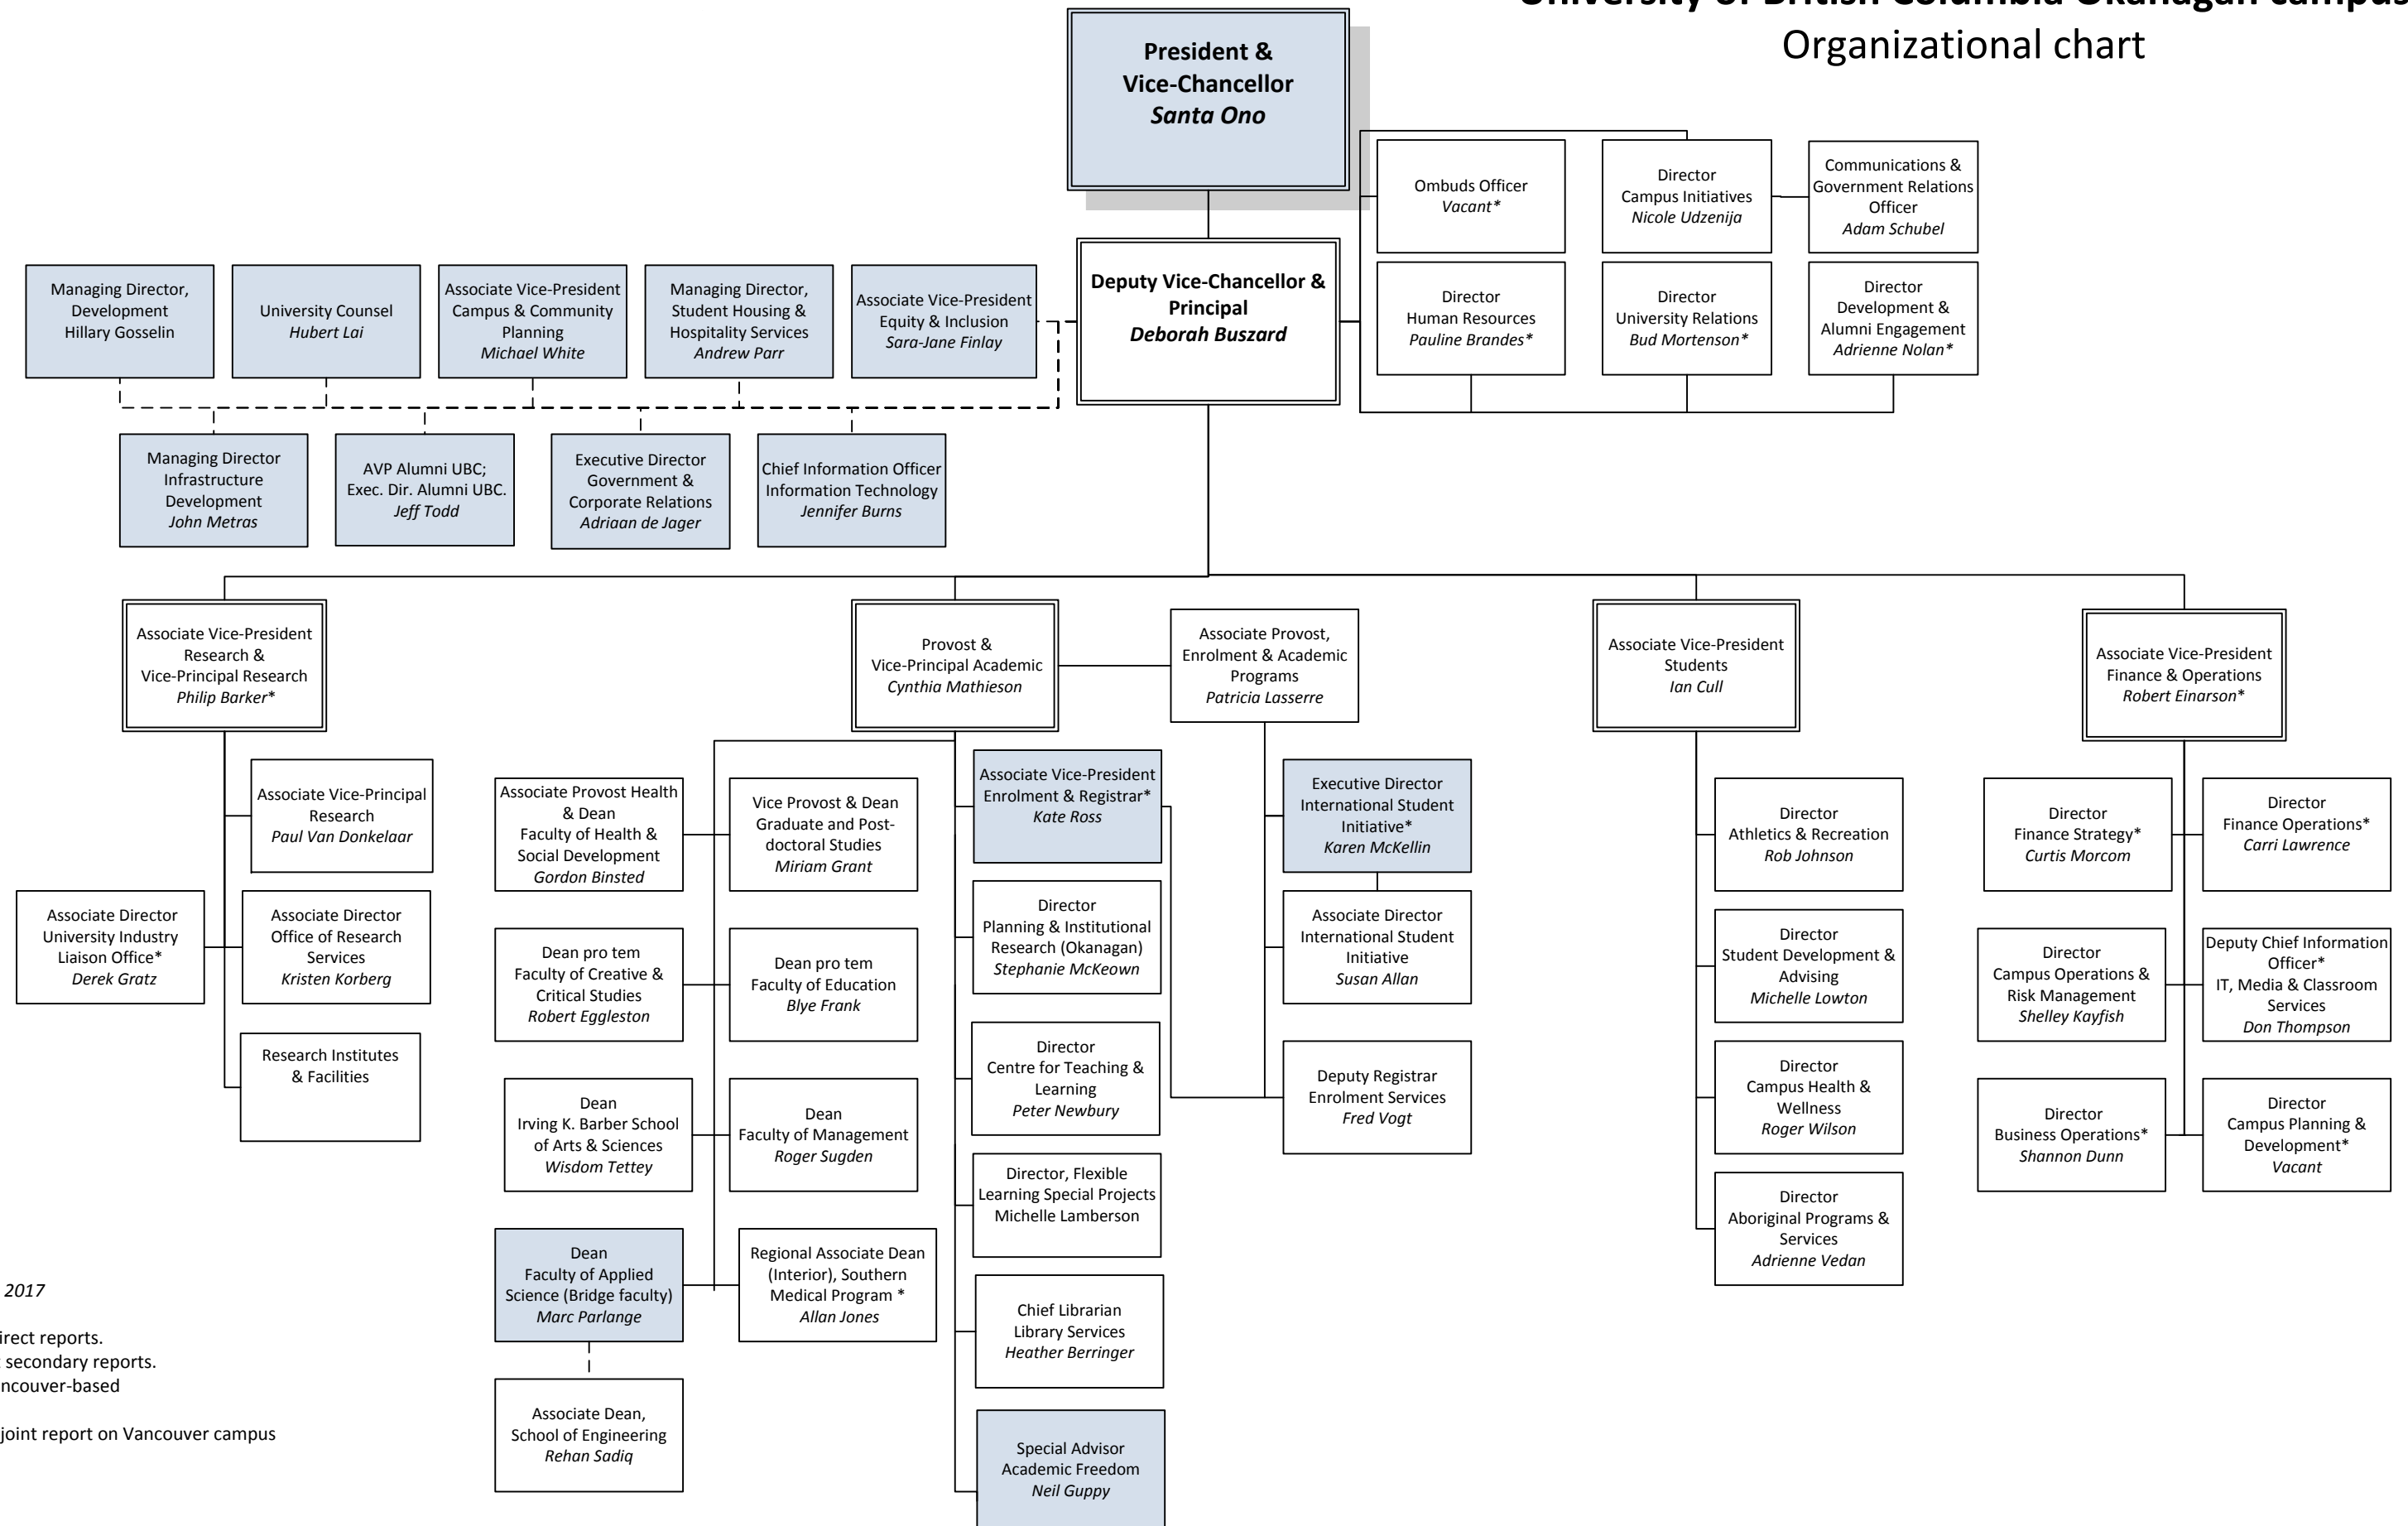 University of British Columbia Okanagan campus
Organizational chart
President &
Vice-Chancellor
Santa Ono
Ombuds Officer
Vacant*
Director
Campus Initiatives
Nicole Udzenija
Communications &
Government Relations
Officer
Adam Schubel
Deputy Vice-Chancellor &
Principal
Deborah Buszard
Director
Human Resources
Pauline Brandes*
Director
University Relations
Bud Mortenson*
Director
Development &
Alumni Engagement
Adrienne Nolan*
Managing Director,
Development
Hillary Gosselin
University Counsel
Hubert Lai
Associate Vice-President
Campus & Community
Planning
Michael White
Managing Director,
Student Housing &
Hospitality Services
Andrew Parr
Associate Vice-President
Equity & Inclusion
Sara-Jane Finlay
Managing Director
Infrastructure
Development
John Metras
AVP Alumni UBC;
Exec. Dir. Alumni UBC.
Jeff Todd
Executive Director
Government &
Corporate Relations
Adriaan de Jager
Chief Information Officer
Information Technology
Jennifer Burns
Associate Vice-President
Research &
Vice-Principal Research
Philip Barker*
Provost &
Vice-Principal Academic
Cynthia Mathieson
Associate Provost,
Enrolment & Academic
Programs
Patricia Lasserre
Associate Vice-President
Students
Ian Cull
Associate Vice-President
Finance & Operations
Robert Einarson*
Associate Vice-Principal
Research
Paul Van Donkelaar
Associate Director
University Industry
Liaison Office*
Derek Gratz
Associate Director
Office of Research
Services
Kristen Korberg
Research Institutes
& Facilities
Associate Provost Health
& Dean
Faculty of Health &
Social Development
Gordon Binsted
Vice Provost & Dean
Graduate and Post-
doctoral Studies
Miriam Grant
Dean pro tem
Faculty of Creative &
Critical Studies
Robert Eggleston
Dean pro tem
Faculty of Education
Blye Frank
Dean
Irving K. Barber School
of Arts & Sciences
Wisdom Tettey
Dean
Faculty of Management
Roger Sugden
Dean
Faculty of Applied
Science (Bridge faculty)
Marc Parlange
Regional Associate Dean
(Interior), Southern
Medical Program *
Allan Jones
Associate Dean,
School of Engineering
Rehan Sadiq
Associate Vice-President
Enrolment & Registrar*
Kate Ross
Director
Planning & Institutional
Research (Okanagan)
Stephanie McKeown
Director
Centre for Teaching &
Learning
Peter Newbury
Director, Flexible
Learning Special Projects
Michelle Lamberson
Chief Librarian
Library Services
Heather Berringer
Special Advisor
Academic Freedom
Neil Guppy
Executive Director
International Student
Initiative*
Karen McKellin
Associate Director
International Student
Initiative
Susan Allan
Deputy Registrar
Enrolment Services
Fred Vogt
Director
Athletics & Recreation
Rob Johnson
Director
Student Development &
Advising
Michelle Lowton
Director
Campus Health &
Wellness
Roger Wilson
Director
Aboriginal Programs &
Services
Adrienne Vedan
Director
Finance Strategy*
Curtis Morcom
Director
Finance Operations*
Carri Lawrence
Director
Campus Operations &
Risk Management
Shelley Kayfish
Deputy Chief Information
Officer*
IT, Media & Classroom
Services
Don Thompson
Director
Business Operations*
Shannon Dunn
Director
Campus Planning &
Development*
Vacant
2017
direct reports.
secondary reports.
ncouver-based
joint report on Vancouver campus